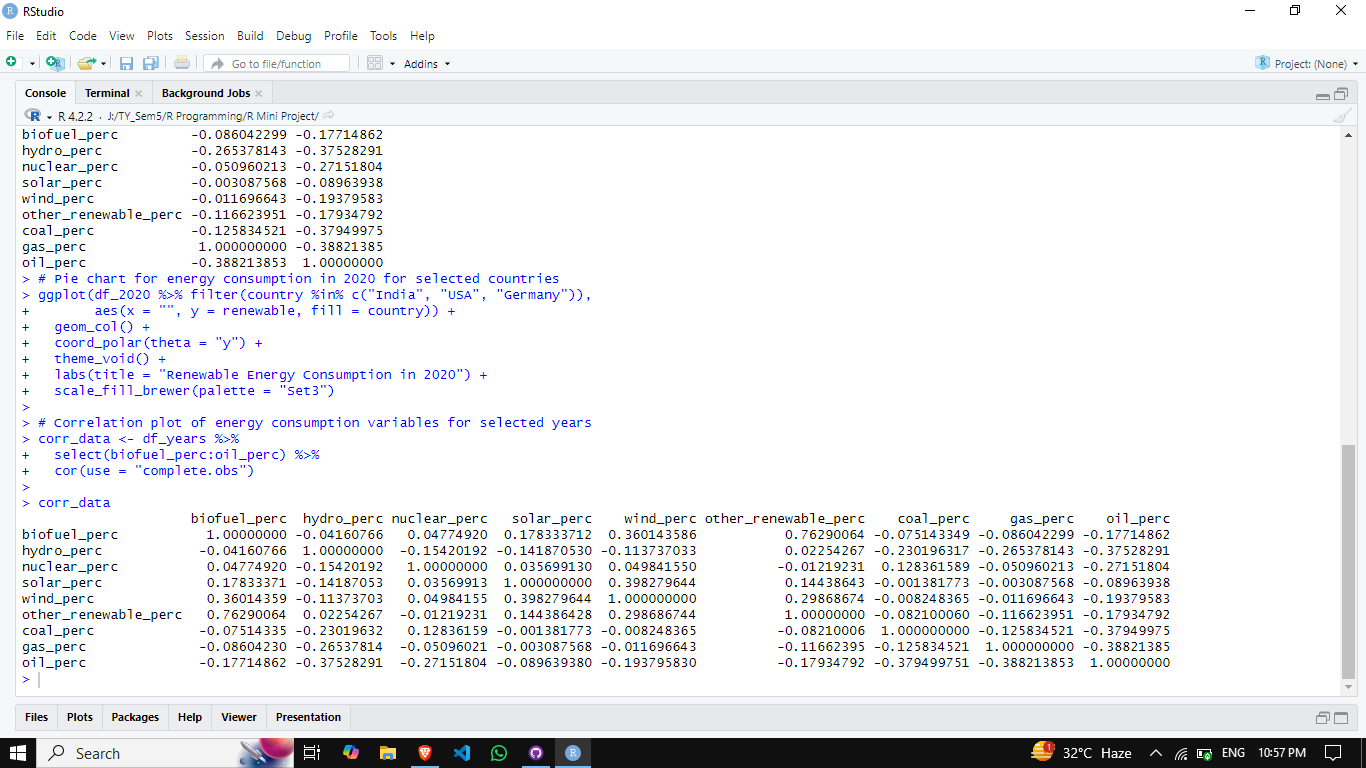 RStudio
File Edit Code View Plots Session Build Debug Profile Tools Help
Go to file/function Addins Project: (None)
Console Terminal Background Jobs
R 4.2.2 · J:/TY_Sem5/R Programming/R Mini Project/
biofuel_perc -0.086042299 -0.17714862
hydro_perc -0.265378143 -0.37528291
nuclear_perc -0.050960213 -0.27151804
solar_perc -0.003087568 -0.08963938
wind_perc -0.011696643 -0.19379583
other_renewable_perc -0.116623951 -0.17934792
coal_perc -0.125834521 -0.37949975
gas_perc 1.000000000 -0.38821385
oil_perc -0.388213853 1.00000000
> # Pie chart for energy consumption in 2020 for selected countries
> ggplot(df_2020 %>% filter(country %in% c("India", "USA", "Germany")),
+ aes(x = "", y = renewable, fill = country)) +
+ geom_col() +
+ coord_polar(theta = "y") +
+ theme_void() +
+ labs(title = "Renewable Energy Consumption in 2020") +
+ scale_fill_brewer(palette = "Set3")
>
> # Correlation plot of energy consumption variables for selected years
> corr_data <- df_years %>%
+ select(biofuel_perc:oil_perc) %>%
+ cor(use = "complete.obs")
>
> corr_data
biofuel_perc hydro_perc nuclear_perc solar_perc wind_perc other_renewable_perc coal_perc gas_perc oil_perc
biofuel_perc 1.00000000 -0.04160766 0.04774920 0.178333712 0.360143586 0.76290064 -0.075143349 -0.086042299 -0.17714862
hydro_perc -0.04160766 1.00000000 -0.15420192 -0.141870530 -0.113737033 0.02254267 -0.230196317 -0.265378143 -0.37528291
nuclear_perc 0.04774920 -0.15420192 1.00000000 0.035699130 0.049841550 -0.01219231 0.128361589 -0.050960213 -0.27151804
solar_perc 0.17833371 -0.14187053 0.03569913 1.000000000 0.398279644 0.14438643 -0.001381773 -0.003087568 -0.08963938
wind_perc 0.36014359 -0.11373703 0.04984155 0.398279644 1.000000000 0.29868674 -0.008248365 -0.011696643 -0.19379583
other_renewable_perc 0.76290064 0.02254267 -0.01219231 0.144386428 0.298686744 1.00000000 -0.082100060 -0.116623951 -0.17934792
coal_perc -0.07514335 -0.23019632 0.12836159 -0.001381773 -0.008248365 -0.08210006 1.000000000 -0.125834521 -0.37949975
gas_perc -0.08604230 -0.26537814 -0.05096021 -0.003087568 -0.011696643 -0.11662395 -0.125834521 1.000000000 -0.38821385
oil_perc -0.17714862 -0.37528291 -0.27151804 -0.089639380 -0.193795830 -0.17934792 -0.379499751 -0.388213853 1.00000000
>
Files Plots Packages Help Viewer Presentation
Search 1 32°C Haze ENG 10:57 PM